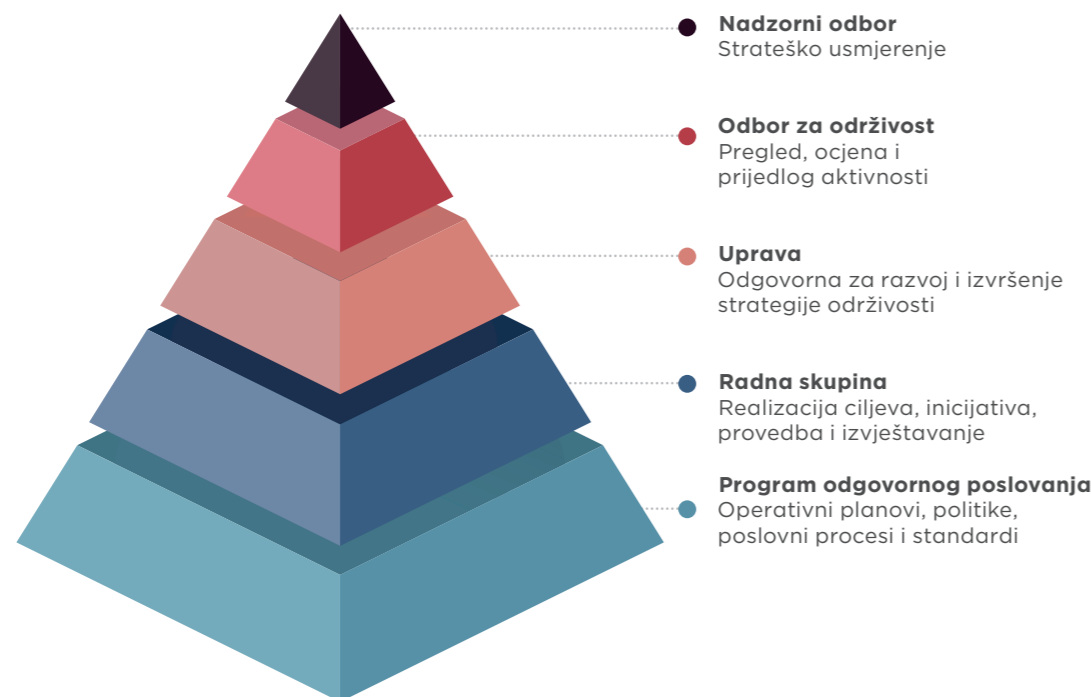 Nadzorni odbor
Strateško usmjerenje
Odbor za održivost
Pregled, ocjena i
prijedlog aktivnosti
Uprava
Odgovorna za razvoj i izvršenje
strategije održivosti
Radna skupina
Realizacija ciljeva, inicijativa,
provedba i izvještavanje
Program odgovornog poslovanja
Operativni planovi, politike,
poslovni procesi i standardi